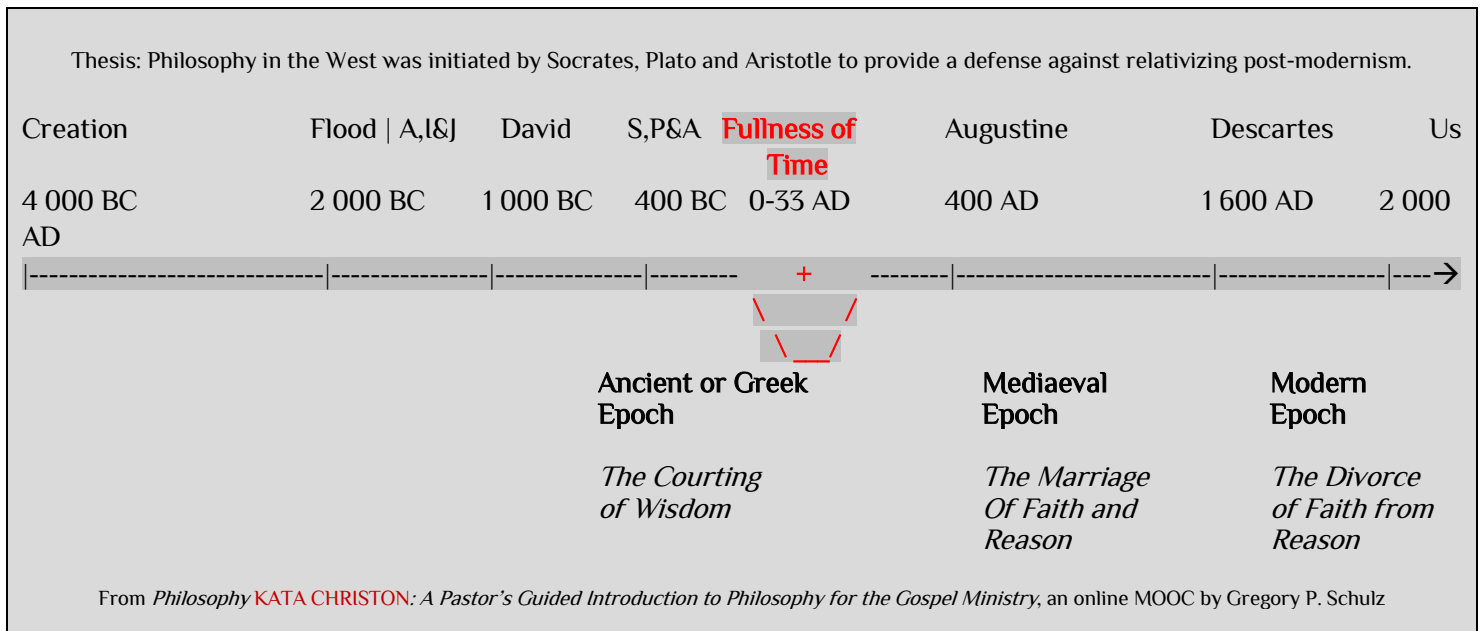 Thesis: Philosophy in the West was initiated by Socrates, Plato and Aristotle to provide a defense against relativizing post-modernism.
Creation Flood | A,I&J David S,P&A Fullness of Augustine Descartes Us
Time
4 000 BC 2 000 BC 1 000 BC 400 BC 0-33 AD 400 AD 1 600 AD 2 000
AD
|------------------------------|----------------|---------------|--------- + --------|--------------------------|-----------------|----→
\ /
\___/
Ancient or Greek Mediaeval Modern
Epoch Epoch Epoch
The Courting The Marriage The Divorce
of Wisdom Of Faith and of Faith from
Reason Reason
From Philosophy KATA CHRISTON: A Pastor's Guided Introduction to Philosophy for the Gospel Ministry, an online MOOC by Gregory P. Schulz